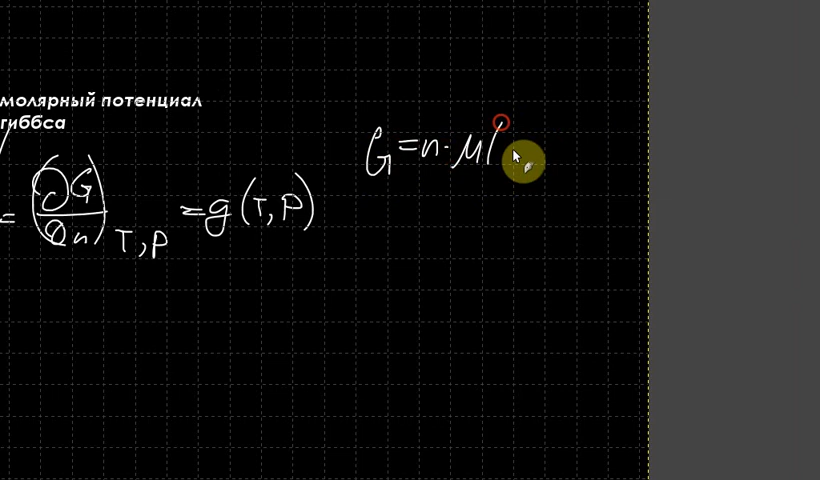 молярный потенциал
гиббса
= (∂G/∂n) T,P = g(T,P)
G=n·μ(